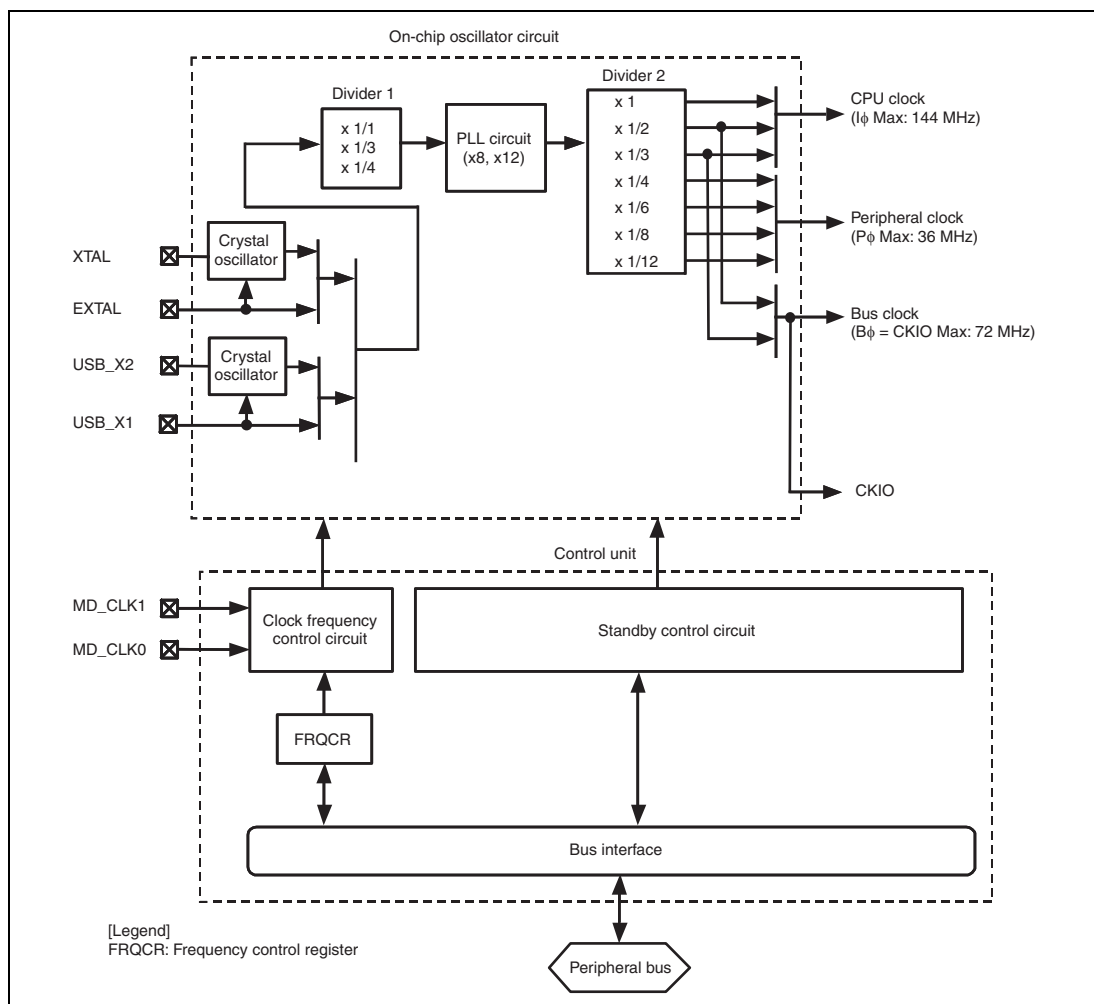 On-chip oscillator circuit
Divider 1
x 1/1
x 1/3
x 1/4
PLL circuit
(x8, x12)
Divider 2
x 1
x 1/2
x 1/3
x 1/4
x 1/6
x 1/8
x 1/12
CPU clock
(Iϕ Max: 144 MHz)
Peripheral clock
(Pϕ Max: 36 MHz)
Bus clock
(Bϕ = CKIO Max: 72 MHz)
CKIO
XTAL
Crystal
oscillator
EXTAL
USB_X2
Crystal
oscillator
USB_X1
Control unit
MD_CLK1
MD_CLK0
Clock frequency
control circuit
Standby control circuit
FRQCR
Bus interface
[Legend]
FRQCR: Frequency control register
Peripheral bus